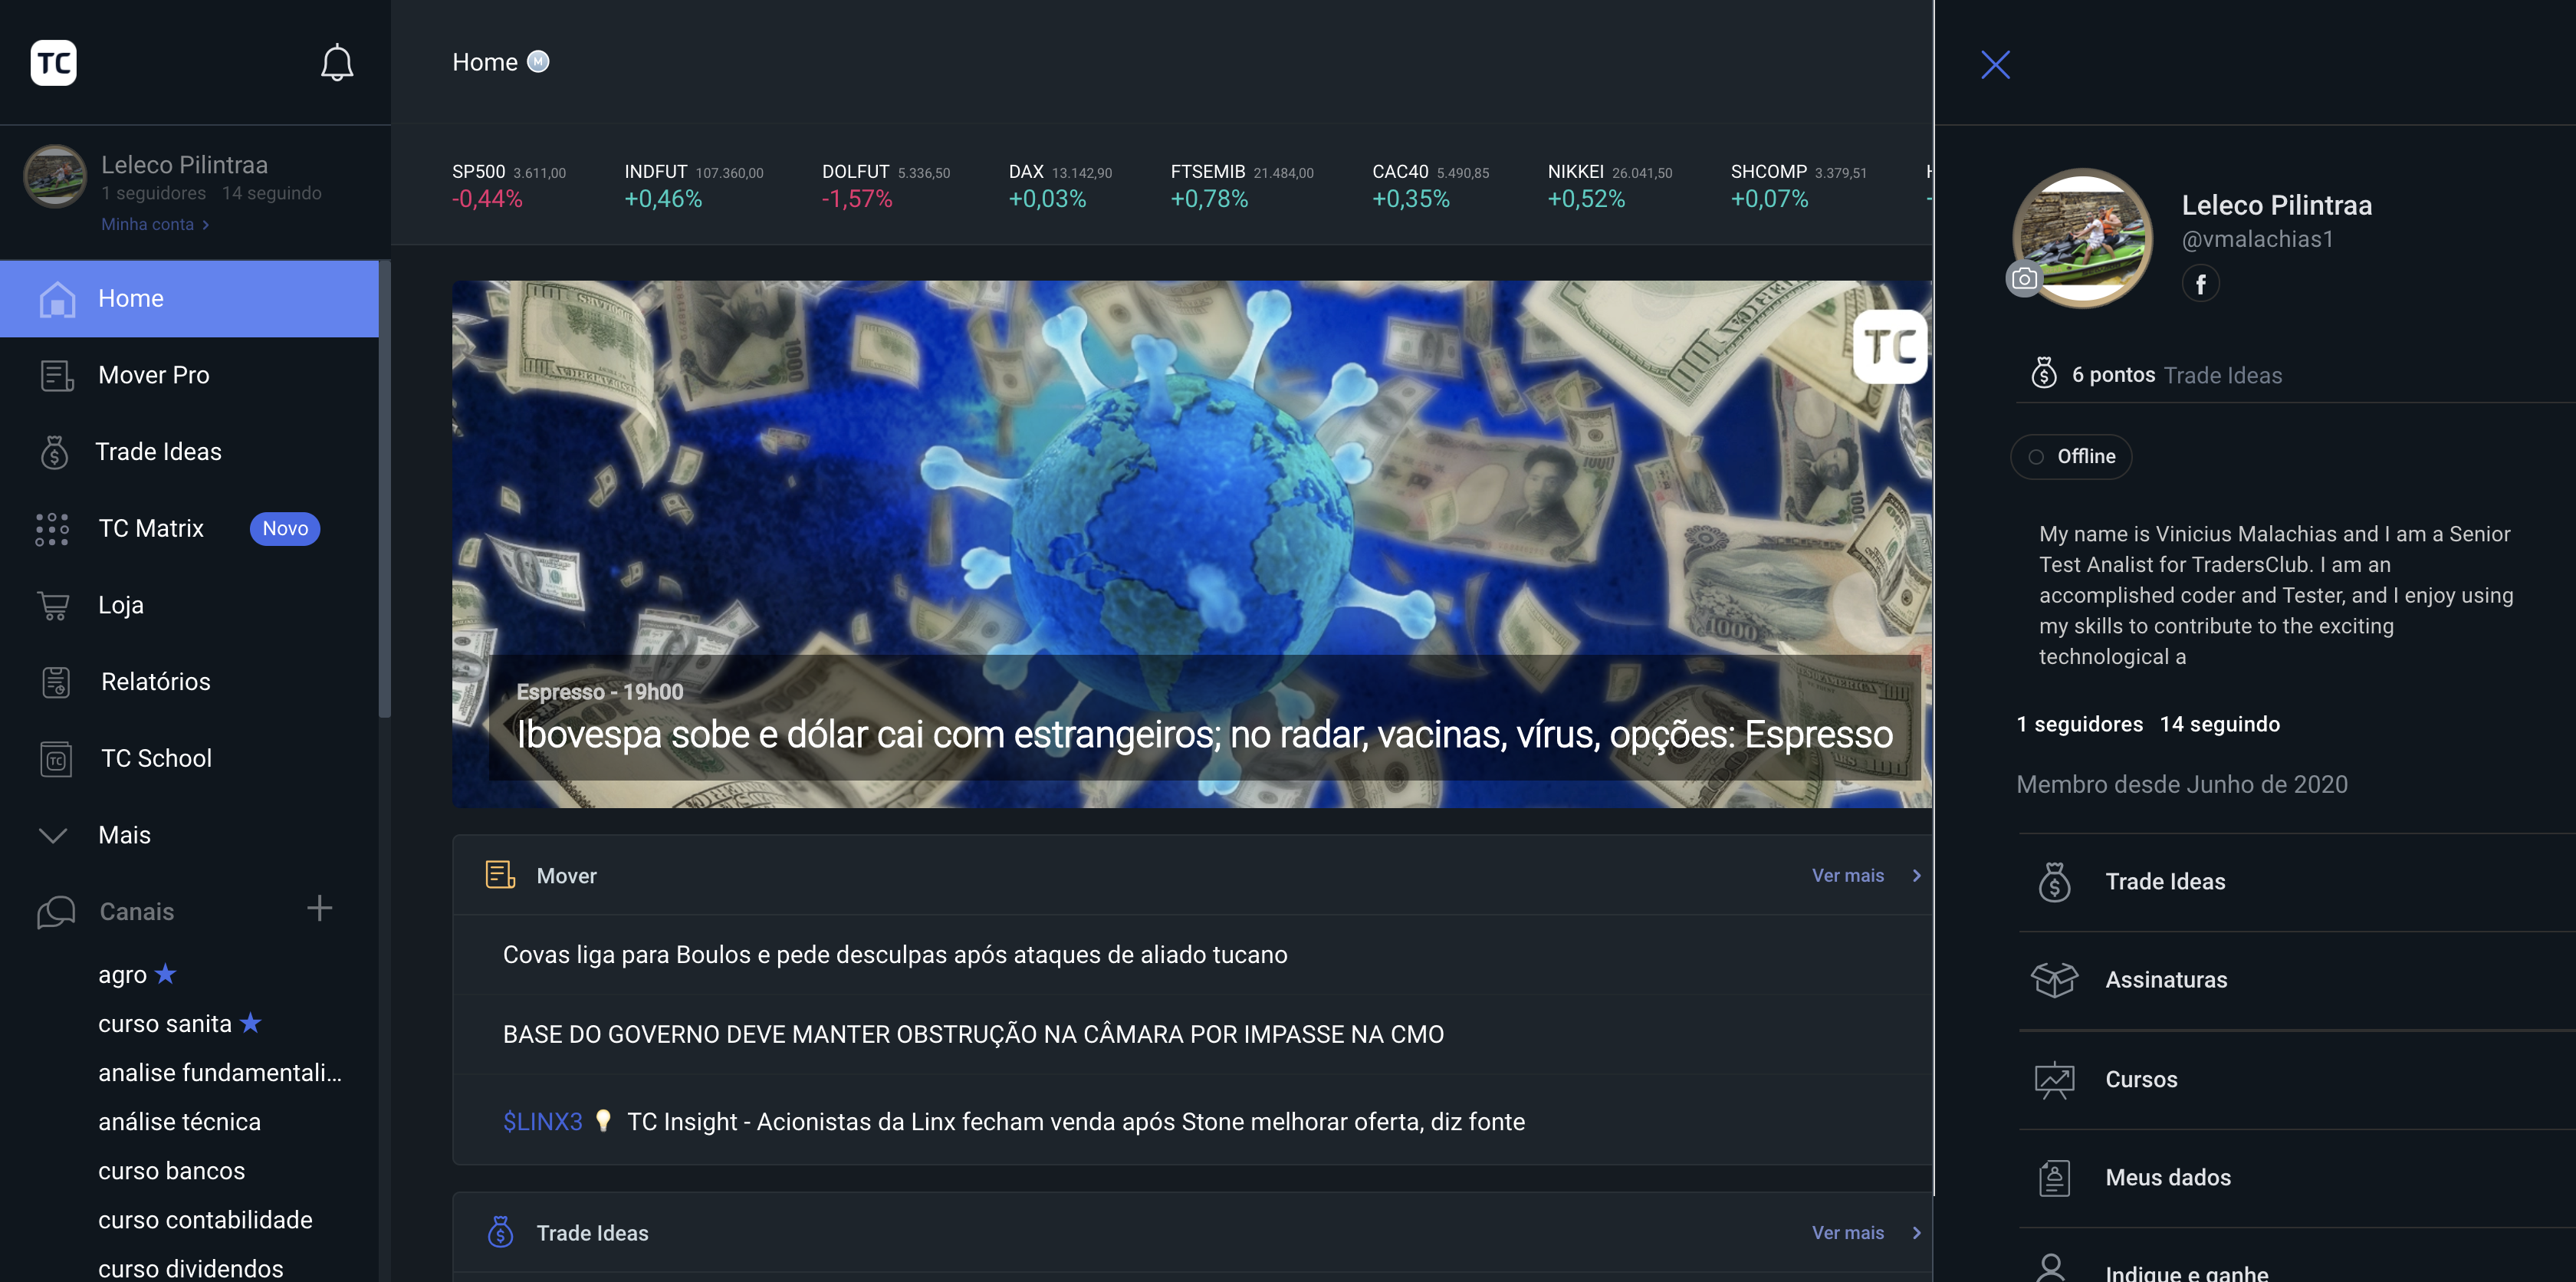 TC
Leleco Pilintraa
1 seguidores 14 seguindo
Minha conta
Home
Mover Pro
Trade Ideas
TC Matrix Novo
Loja
Relatórios
TC
TC School
Mais
Canais
agro
curso sanita
analise fundamentali...
análise técnica
curso bancos
curso contabilidade
curso dividendos
Home M
SP500 3.611,00
-0,44%
INDFUT 107.360,00
+0,46%
DOLFUT 5.336,50
-1,57%
DAX 13.142,90
+0,03%
FTSEMIB 21.484,00
+0,78%
CAC40 5.490,85
+0,35%
NIKKEI 26.041,50
+0,52%
SHCOMP 3.379,51
+0,07%
TC
1000
1000
Espresso - 19h00
Ibovespa sobe e dólar cai com estrangeiros; no radar, vacinas, vírus, opções: Espresso
Mover
Ver mais
Covas liga para Boulos e pede desculpas após ataques de aliado tucano
BASE DO GOVERNO DEVE MANTER OBSTRUÇÃO NA CÂMARA POR IMPASSE NA CMO
$LINX3 💡 TC Insight - Acionistas da Linx fecham venda após Stone melhorar oferta, diz fonte
Trade Ideas
Ver mais
Leleco Pilintraa
@vmalachias1
6 pontos Trade Ideas
Offline
My name is Vinicius Malachias and I am a Senior
Test Analist for TradersClub. I am an
accomplished coder and Tester, and I enjoy using
my skills to contribute to the exciting
technological a
1 seguidores 14 seguindo
Membro desde Junho de 2020
Trade Ideas
Assinaturas
Cursos
Meus dados
Indique e ganhe